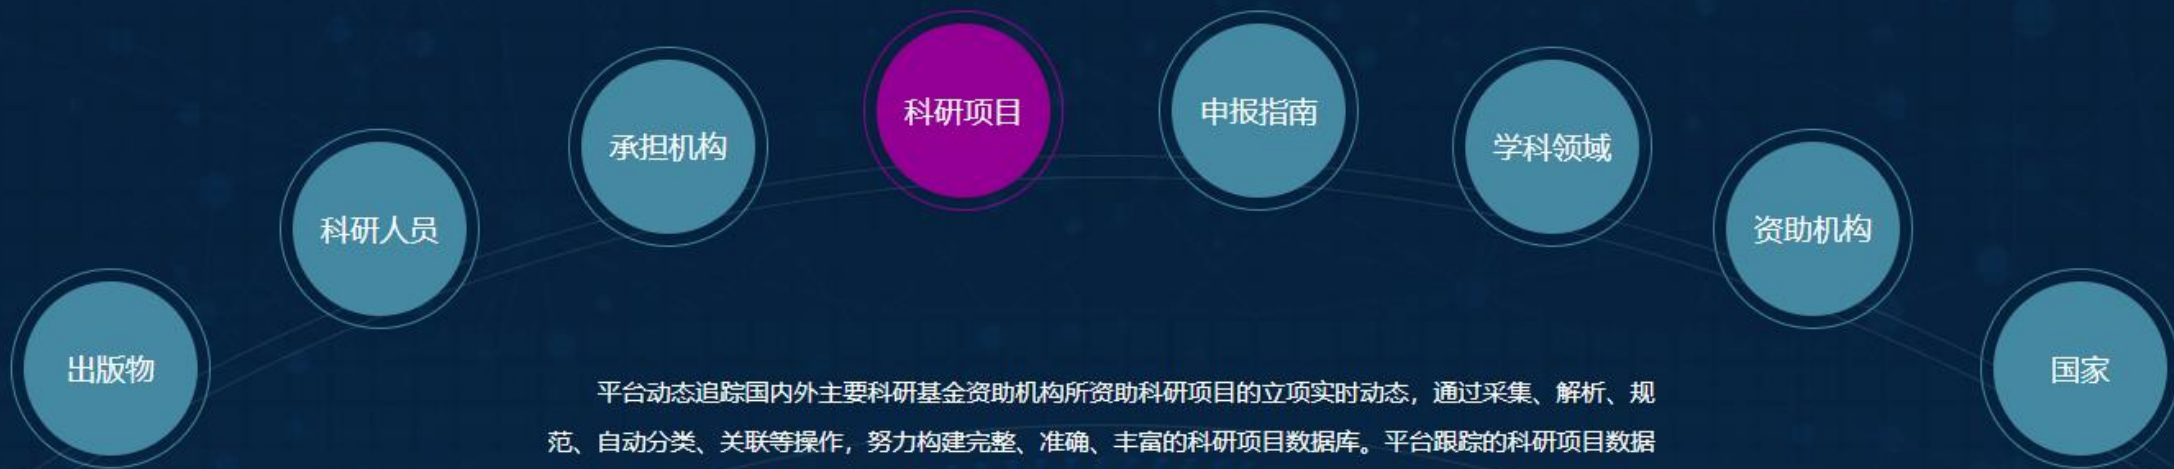 出版物
科研人员
承担机构
科研项目
申报指南
学科领域
资助机构
国家
平台动态追踪国内外主要科研基金资助机构所资助科研项目的立项实时动态，通过采集、解析、规
范、自动分类、关联等操作，努力构建完整、准确、丰富的科研项目数据库。平台跟踪的科研项目数据